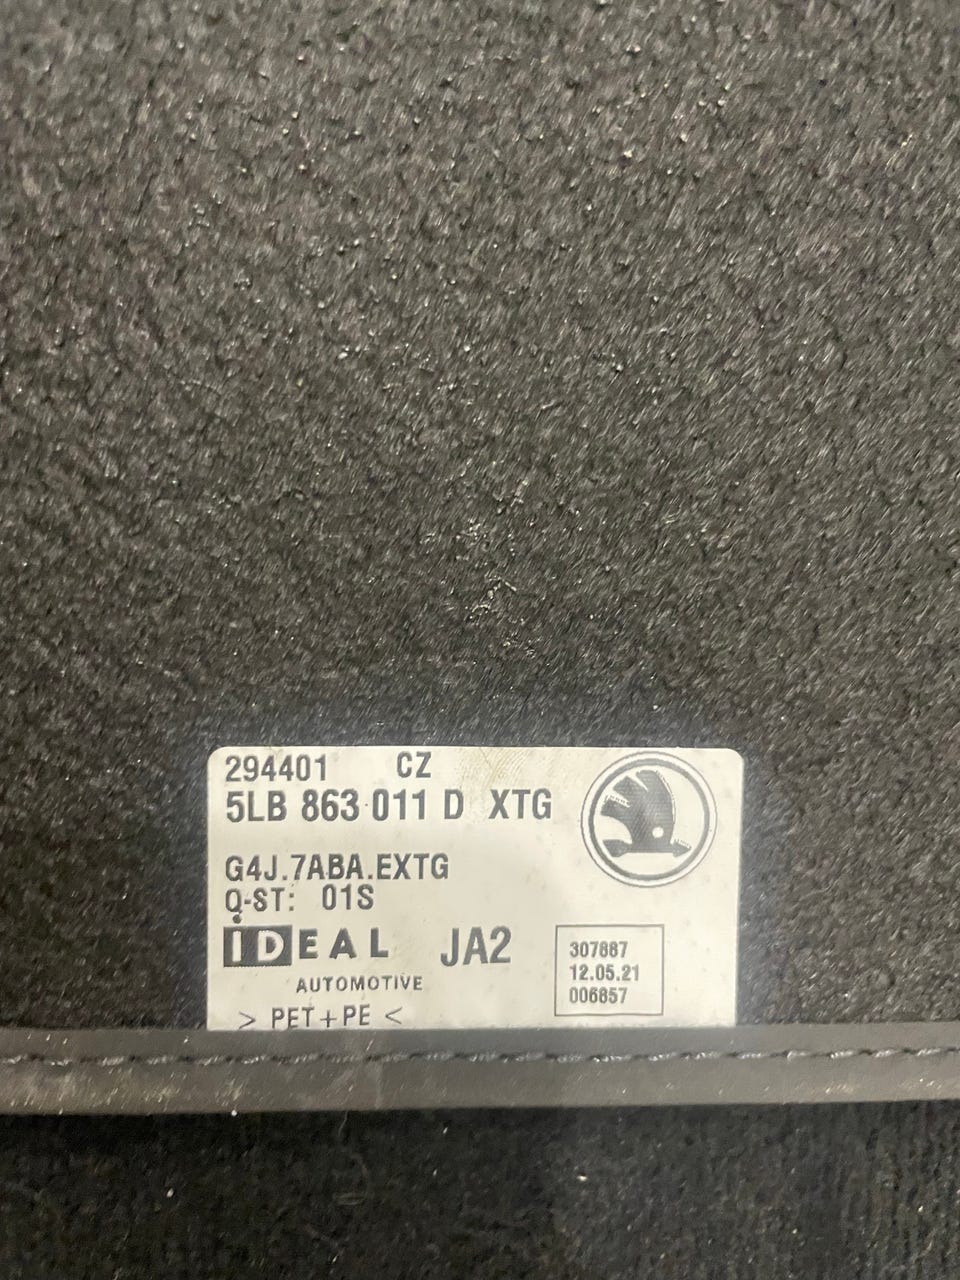 294401 CZ
5LB 863 011 D XTG
G4J.7ABA.EXTG
Q-ST: 01S
IDEAL JA2
AUTOMOTIVE
> PET+PE <
307887
12.05.21
006857